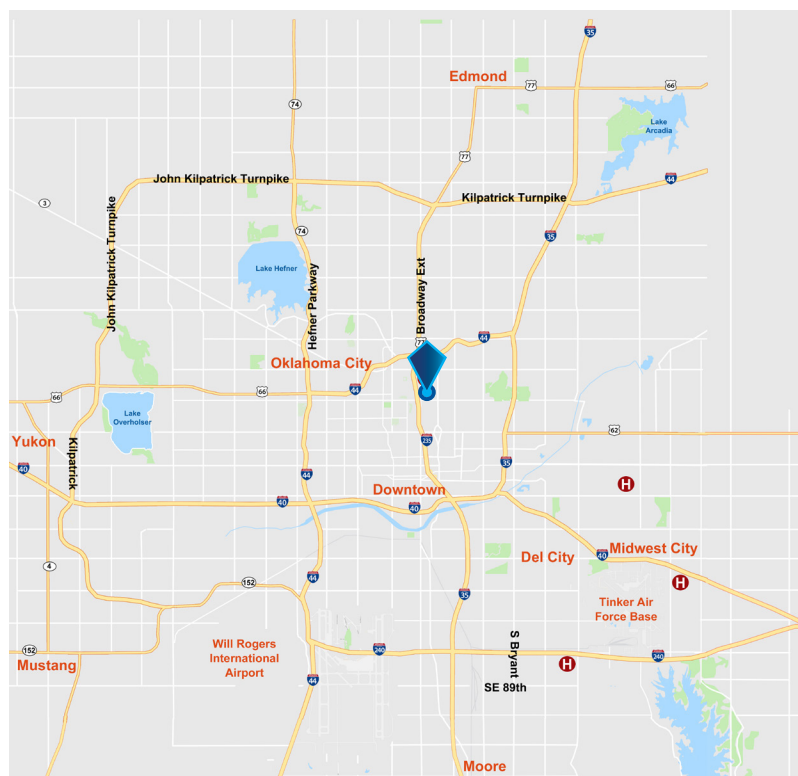 35
Edmond
77
66
74
Lake
Arcadia
77
John Kilpatrick Turnpike
44
Kilpatrick Turnpike
3
John Kilpatrick Turnpike
74
35
Lake Hefner
Hefner Parkway
Broadway Ext
77
44
Oklahoma City
66
66
44
Lake
Overholser
Yukon
235
62
Kilpatrick
40
44
35
Downtown
H
40
40
Del City
Midwest City
40
4
152
44
35
H
Tinker Air
Force Base
152
Mustang
Will Rogers
International
Airport
240
S Bryant
240
H
44
SE 89th
Moore